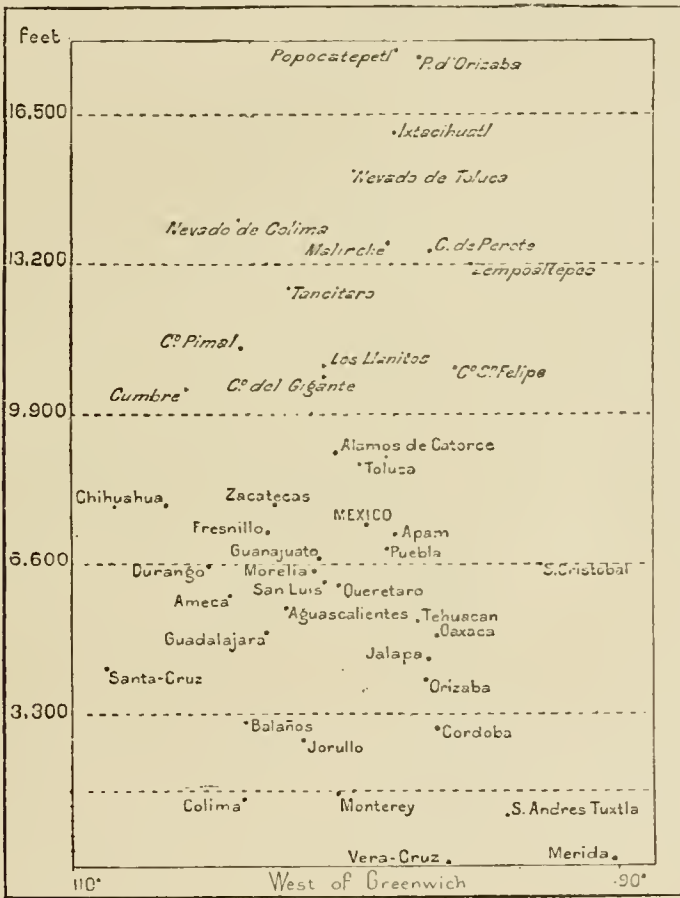 feet
Popocatepetl
P. d'Orizaba
16,500
Ixtacihuatl
Nevado de Toluca
Nevado de Colima
Malinche
C. de Perote
13,200
Zempoaltepec
Tancitaro
Cº Pimal
Los Llanitos
Cº Sn Felipe
Cº del Gigante
Cumbre
9,900
Alamos de Catorce
Toluca
Chihuahua
Zacatecas
MEXICO
Fresnillo
Apam
Guanajuato
Puebla
6.600
Durango
Morelia
S. Cristobal
San Luis
Queretaro
Ameca
Aguascalientes
Tehuacan
Oaxaca
Guadalajara
Jalapa
Santa-Cruz
Orizaba
3,300
Balaños
Cordoba
Jorullo
Colima
Monterey
S. Andres Tuxtla
Vera-Cruz
Merida
110° West of Greenwich 90°